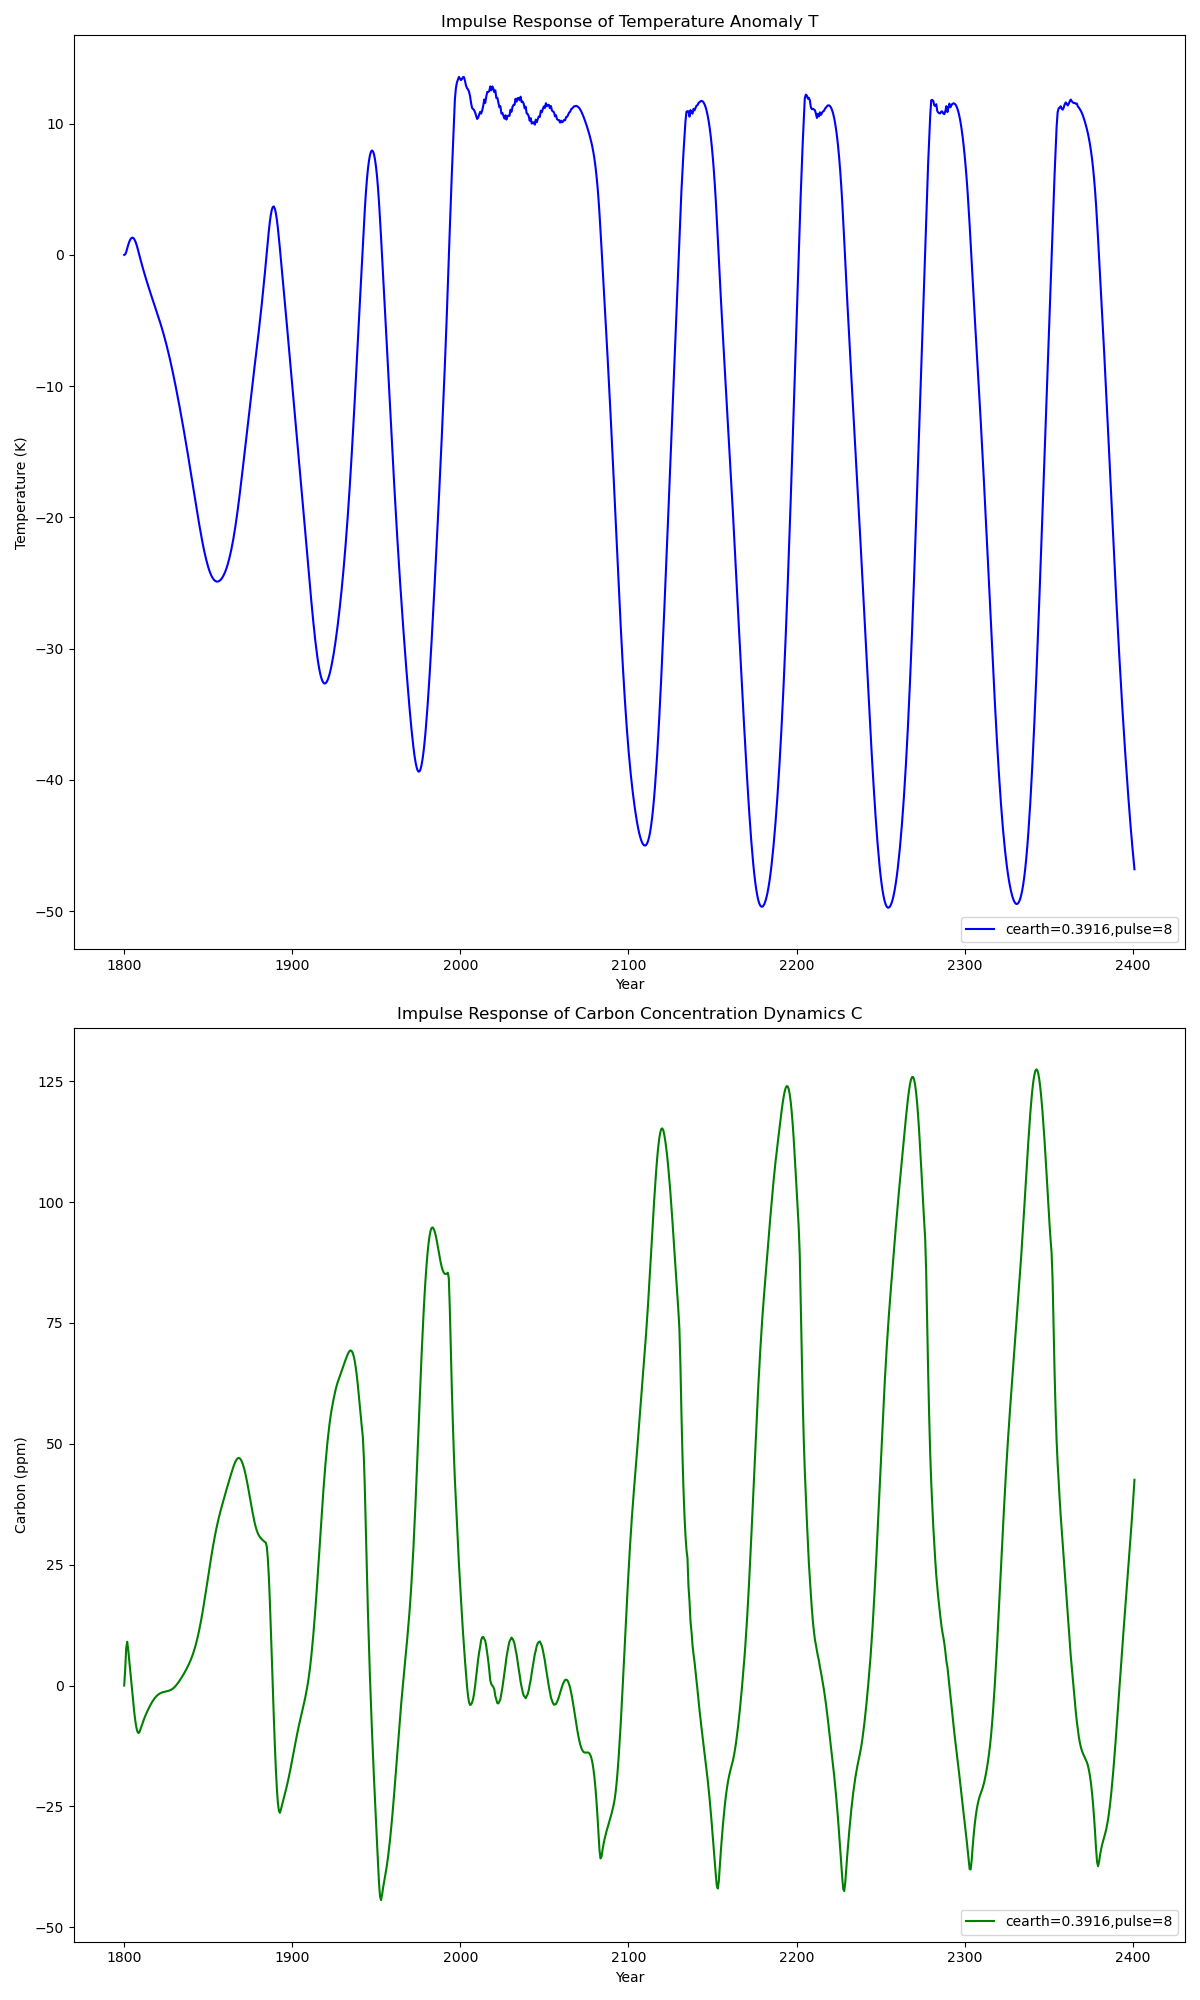 Impulse Response of Temperature Anomaly T
Temperature (K)
10
0
−10
−20
−30
−40
−50
cearth=0.3916,pulse=8
1800 1900 2000 2100 2200 2300 2400
Year
Impulse Response of Carbon Concentration Dynamics C
Carbon (ppm)
125
100
75
50
25
0
−25
−50
cearth=0.3916,pulse=8
1800 1900 2000 2100 2200 2300 2400
Year